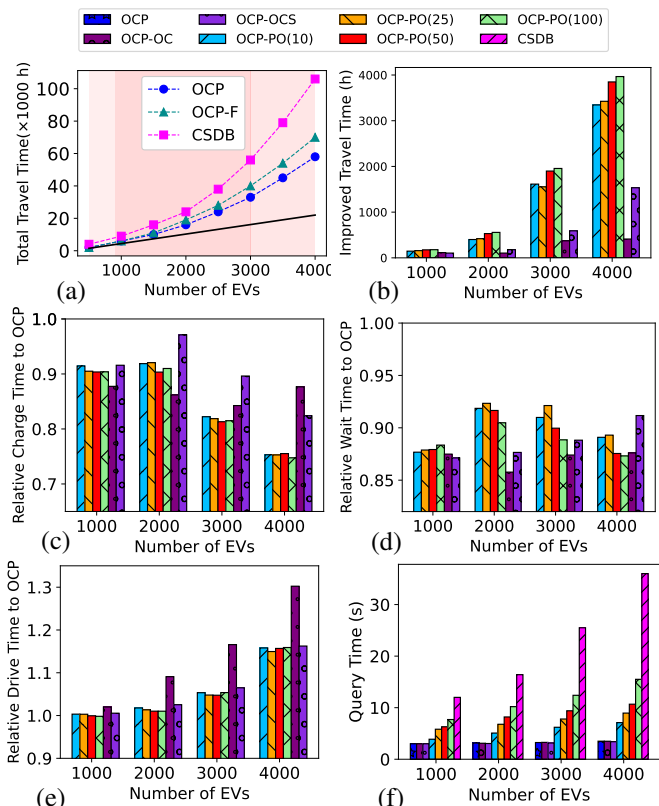 OCP OCP-OCS OCP-PO(25) OCP-PO(100)
OCP-OC OCP-PO(10) OCP-PO(50) CSDB
Total Travel Time(×1000 h)
100
80
60
40
20
0
OCP
OCP-F
CSDB
1000 2000 3000 4000
Number of EVs
(a)
Improved Travel Time (h)
4000
3000
2000
1000
0
1000 2000 3000 4000
Number of EVs
(b)
Relative Charge Time to OCP
1.0
0.9
0.8
0.7
1000 2000 3000 4000
Number of EVs
(c)
Relative Wait Time to OCP
1.00
0.95
0.90
0.85
1000 2000 3000 4000
Number of EVs
(d)
Relative Drive Time to OCP
1.3
1.2
1.1
1.0
0.9
1000 2000 3000 4000
Number of EVs
(e)
Query Time (s)
30
20
10
0
1000 2000 3000 4000
Number of EVs
(f)